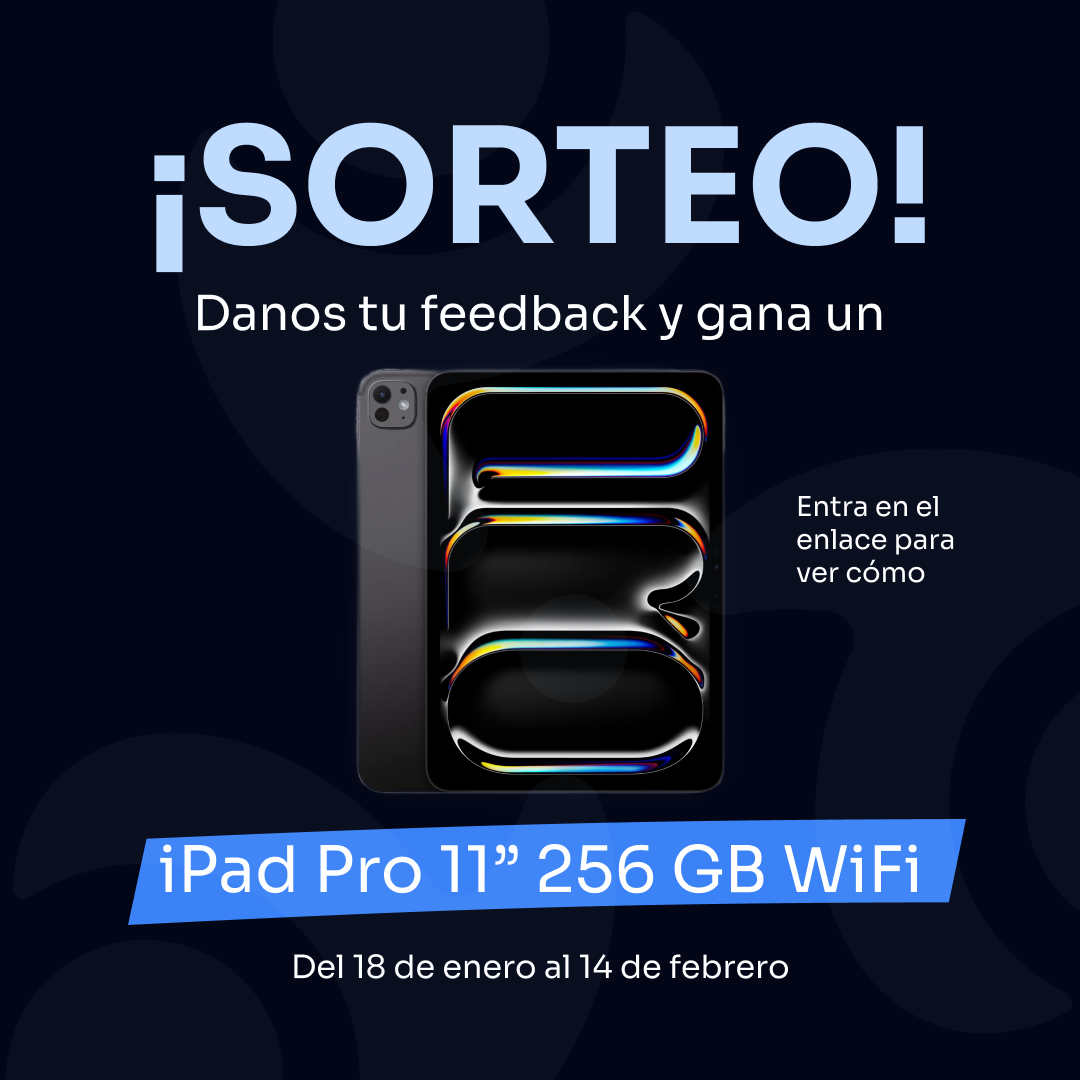 ¡SORTEO!
Danos tu feedback y gana un
Entra en el
enlace para
ver cómo
iPad Pro 11” 256 GB WiFi
Del 18 de enero al 14 de febrero